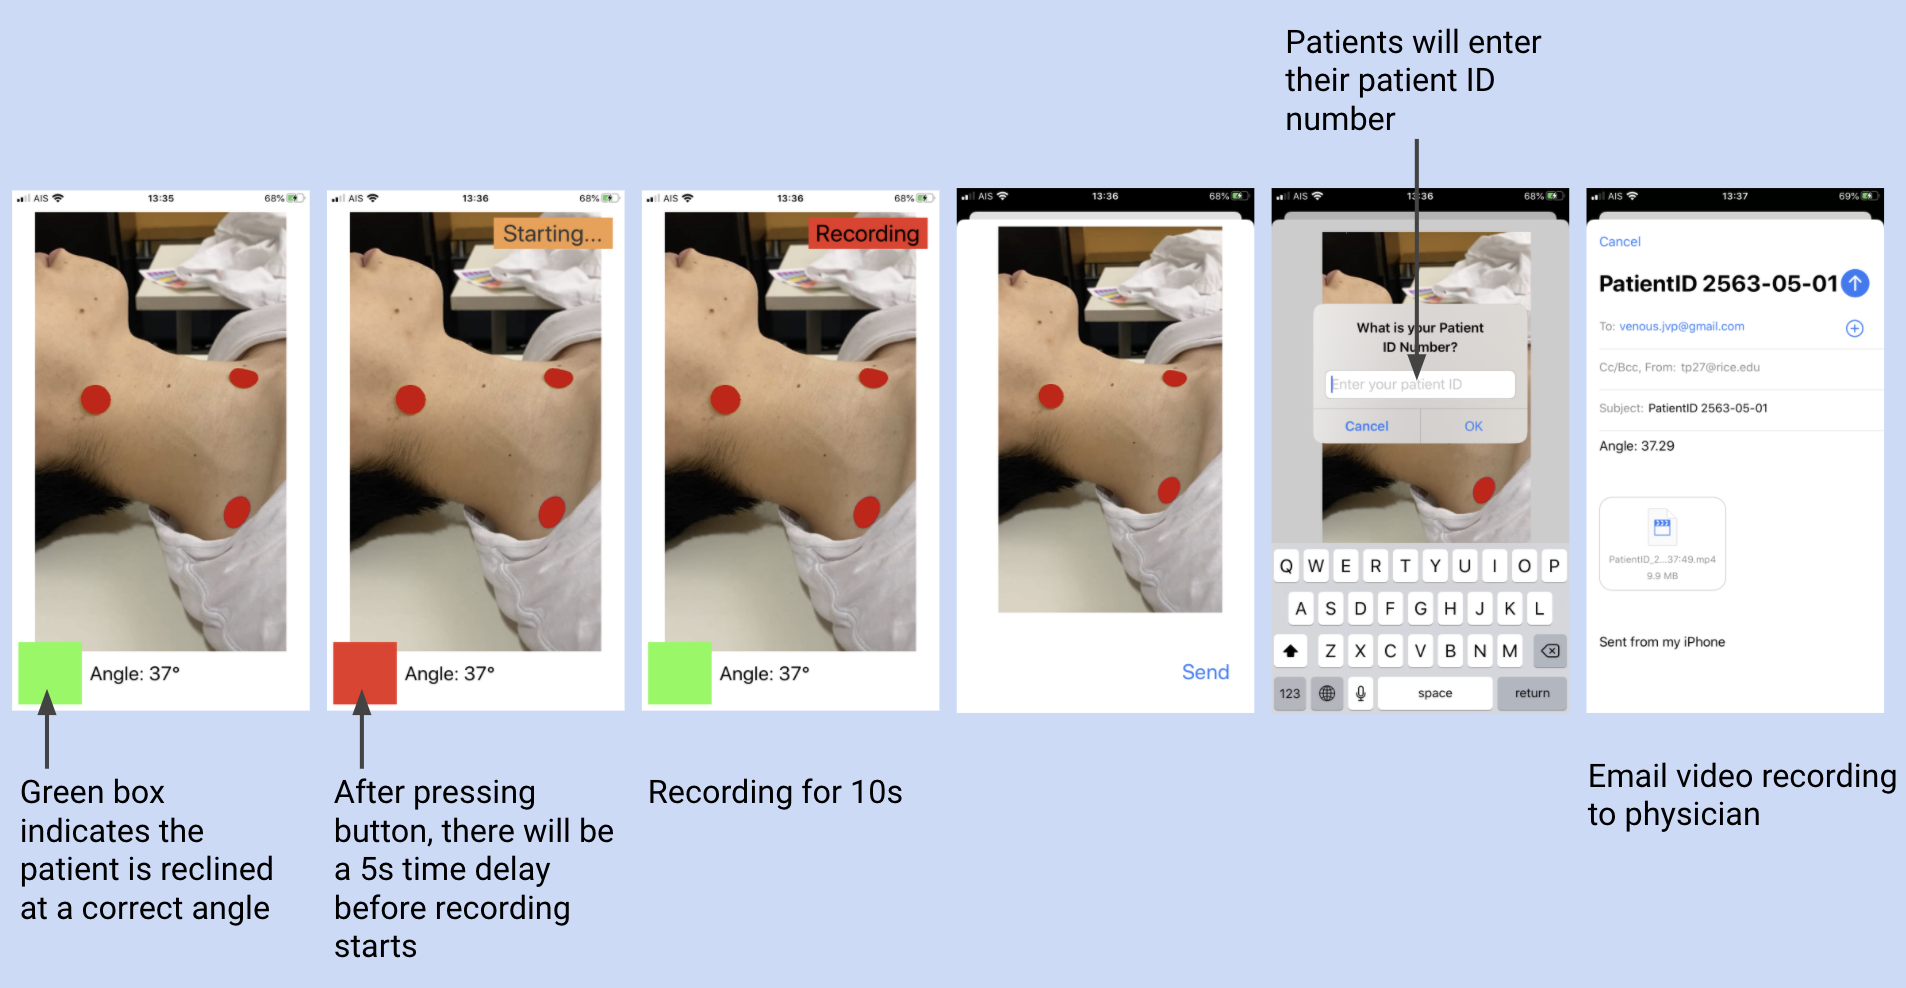 Patients will enter
their patient ID
number
AIS 13:35 68%
Angle: 37°
Green box
indicates the
patient is reclined
at a correct angle
AIS 13:36 68%
Starting...
Angle: 37°
After pressing
button, there will be
a 5s time delay
before recording
starts
AIS 13:36 68%
Recording
Angle: 37°
Recording for 10s
AIS 13:36 68%
Send
AIS 13:36 68%
What is your Patient
ID Number?
Enter your patient ID
Cancel OK
Q W E R T Y U I O P
A S D F G H J K L
Z X C V B N M
123 space return
AIS 13:37 69%
Cancel
PatientID 2563-05-01
To: venous.jvp@gmail.com
Cc/Bcc, From: tp27@rice.edu
Subject: PatientID 2563-05-01
Angle: 37.29
PatientID_2...37:49.mp4
9.9 MB
Sent from my iPhone
Email video recording
to physician